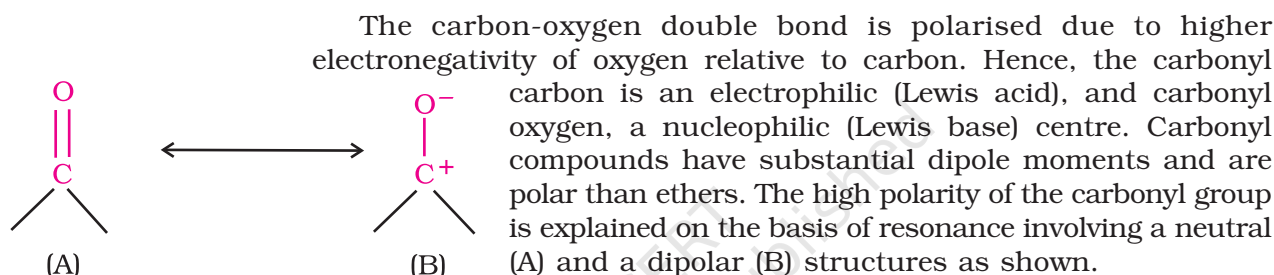 The carbon-oxygen double bond is polarised due to higher
electronegativity of oxygen relative to carbon. Hence, the carbonyl
carbon is an electrophilic (Lewis acid), and carbonyl
oxygen, a nucleophilic (Lewis base) centre. Carbonyl
compounds have substantial dipole moments and are
polar than ethers. The high polarity of the carbonyl group
is explained on the basis of resonance involving a neutral
(A) and a dipolar (B) structures as shown.
O
C
(A)
O−
C+
(B)